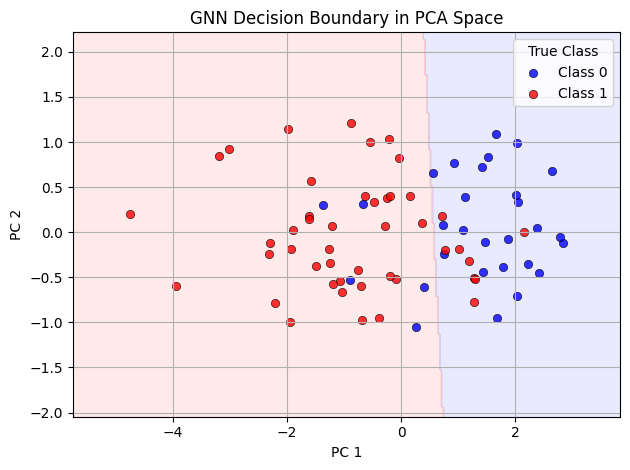 GNN Decision Boundary in PCA Space
True Class
Class 0
Class 1
PC 2
2.0
1.5
1.0
0.5
0.0
−0.5
−1.0
−1.5
−2.0
−4 −2 0 2
PC 1